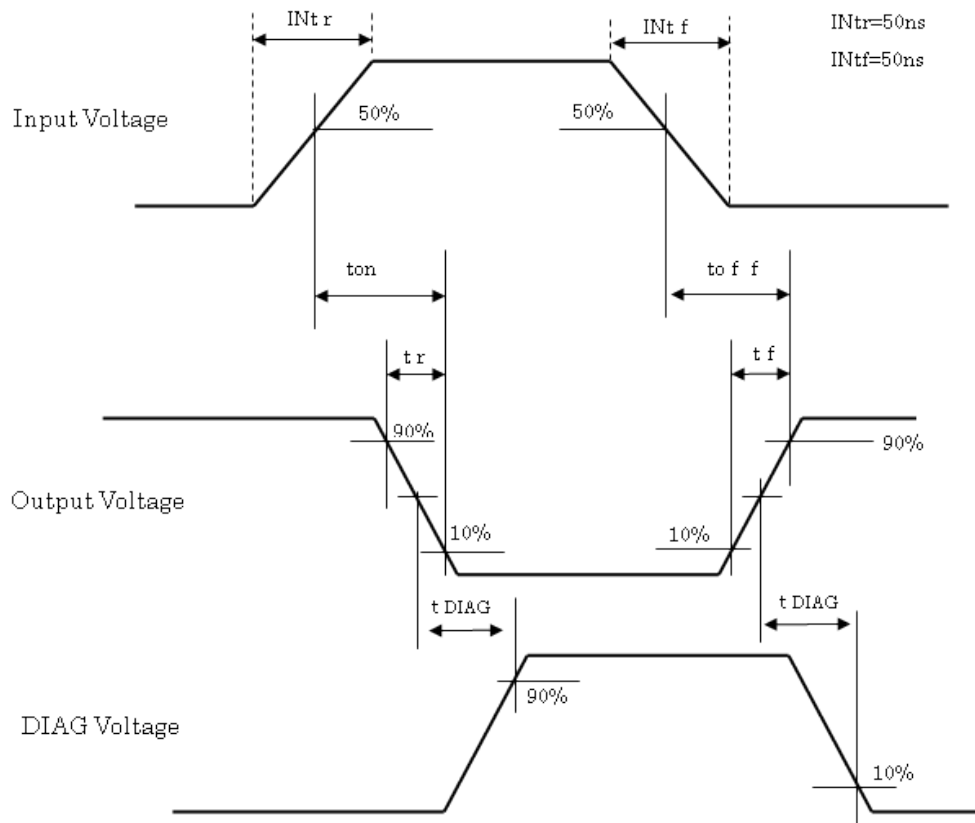 INt r
INt f
INtr=50ns
INtf=50ns
Input Voltage
50%
50%
ton
to f f
t r
t f
90%
90%
Output Voltage
10%
10%
t DIAG
t DIAG
90%
DIAG Voltage
10%